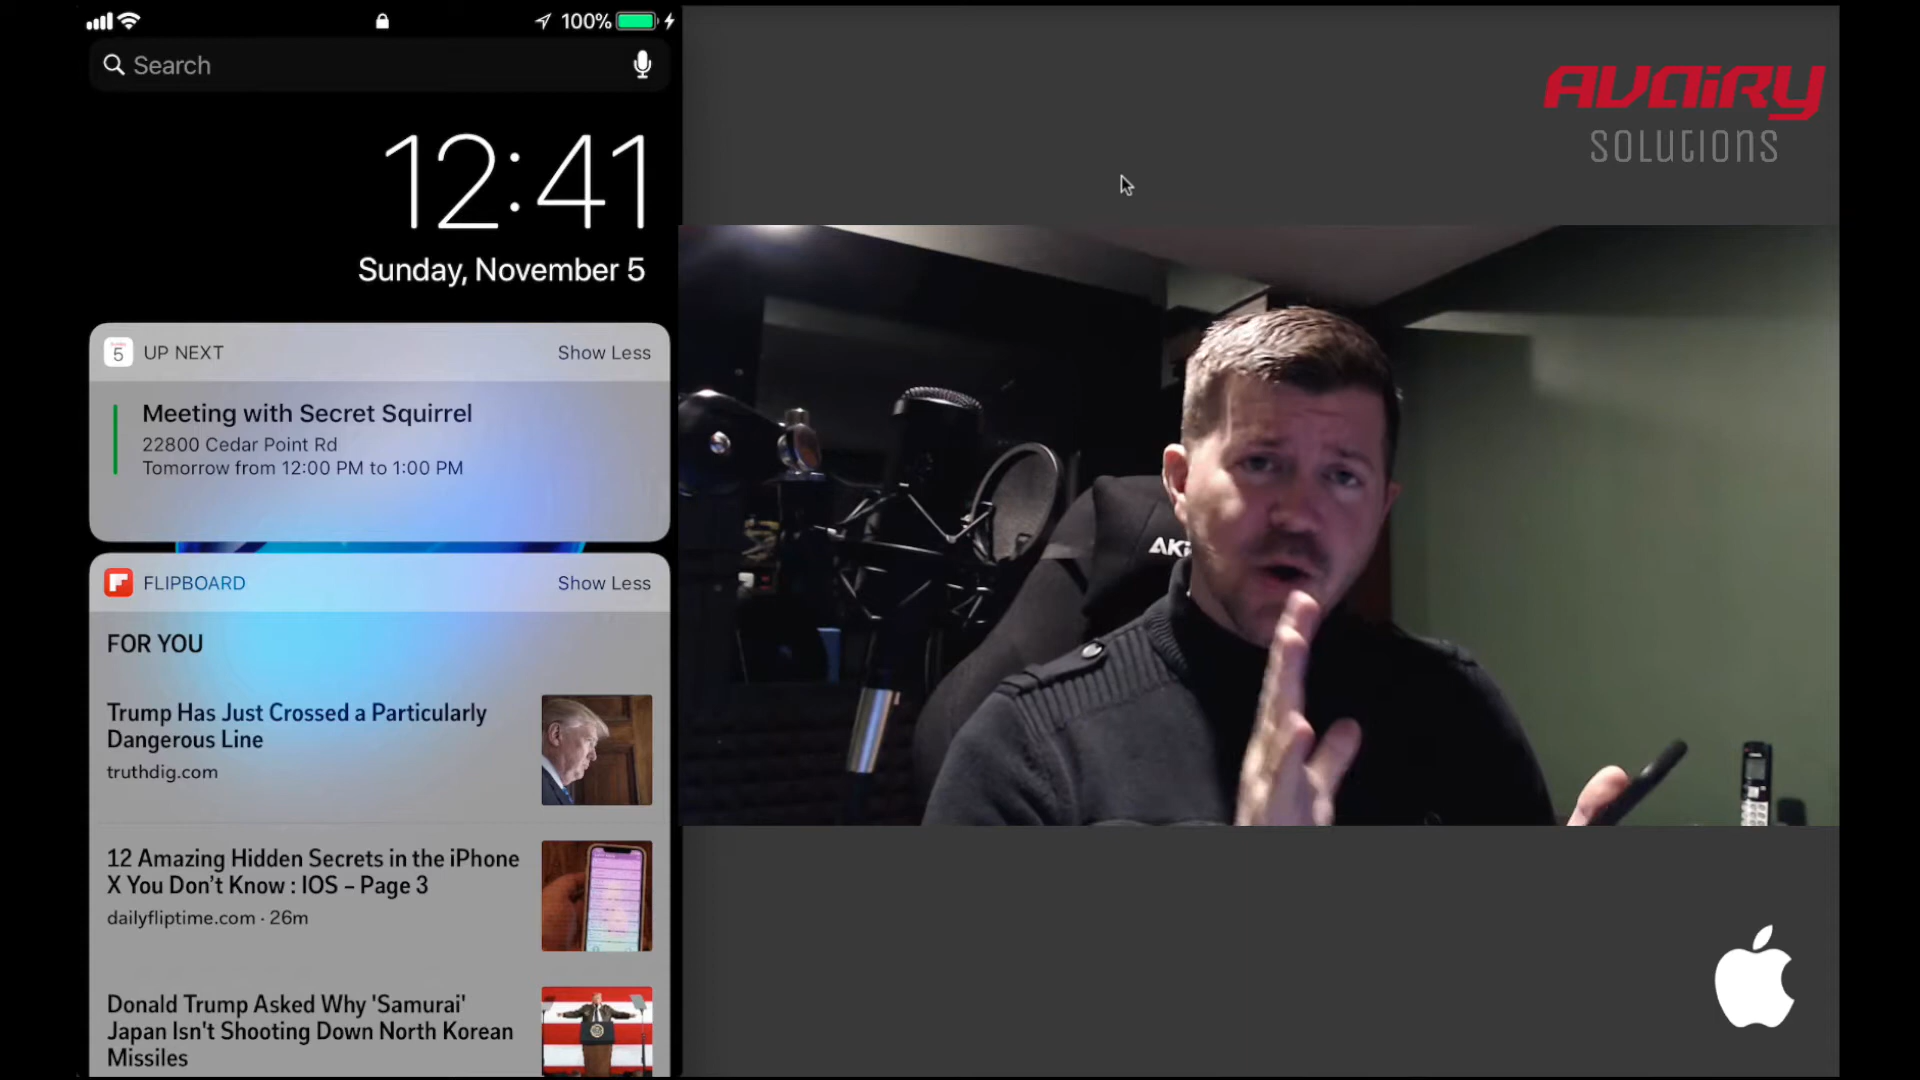 100%
Search
12:41
Sunday, November 5
5
UP NEXT
Show Less
Meeting with Secret Squirrel
22800 Cedar Point Rd
Tomorrow from 12:00 PM to 1:00 PM
FLIPBOARD
Show Less
FOR YOU
Trump Has Just Crossed a Particularly
Dangerous Line
truthdig.com
12 Amazing Hidden Secrets in the iPhone
X You Don't Know : IOS – Page 3
dailyfliptime.com · 26m
Donald Trump Asked Why 'Samurai'
Japan Isn't Shooting Down North Korean
Missiles
AVAIRY
SOLUTIONS